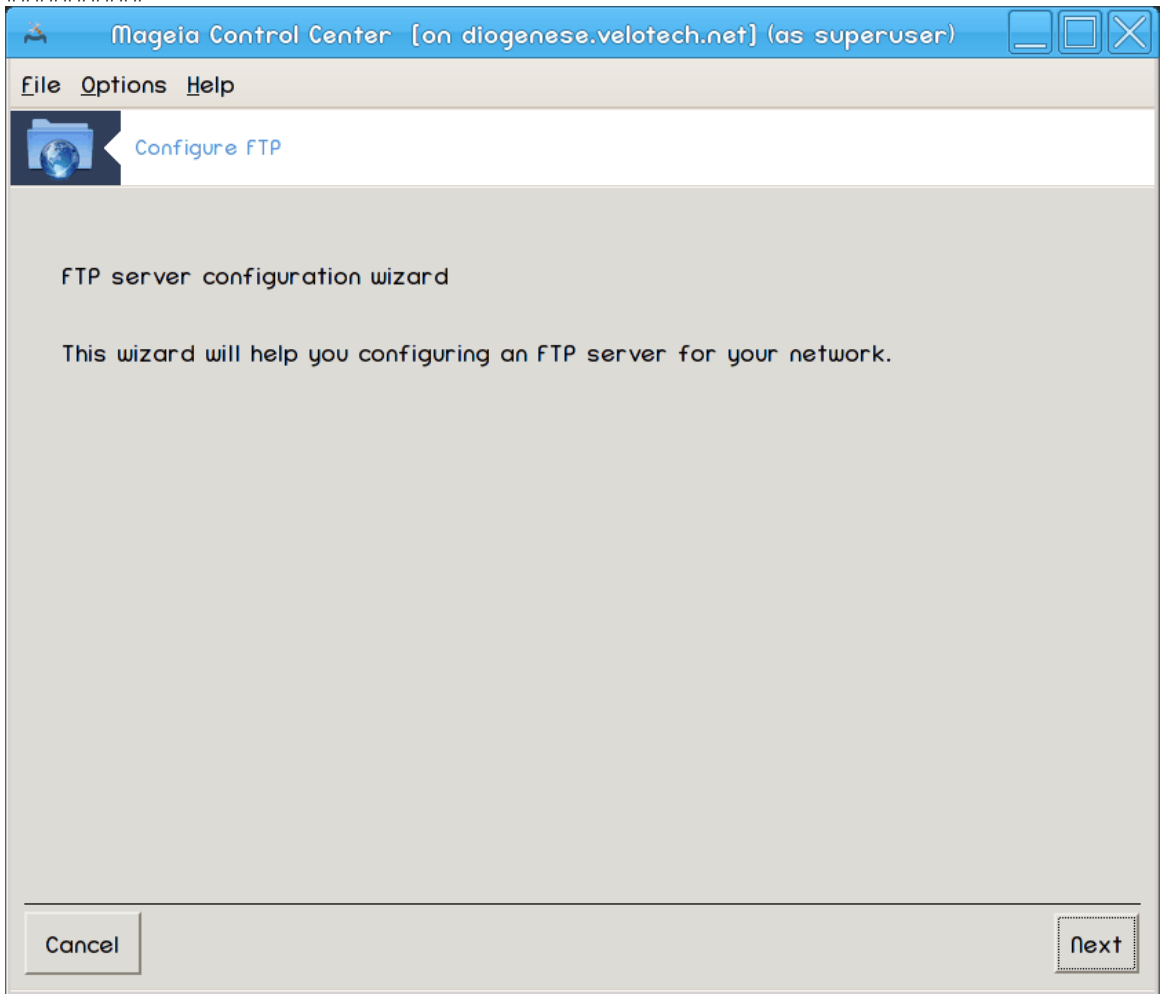 Mageia Control Center [on diogenese.velotech.net] (as superuser)
File Options Help
Configure FTP
FTP server configuration wizard
This wizard will help you configuring an FTP server for your network.
Cancel Next